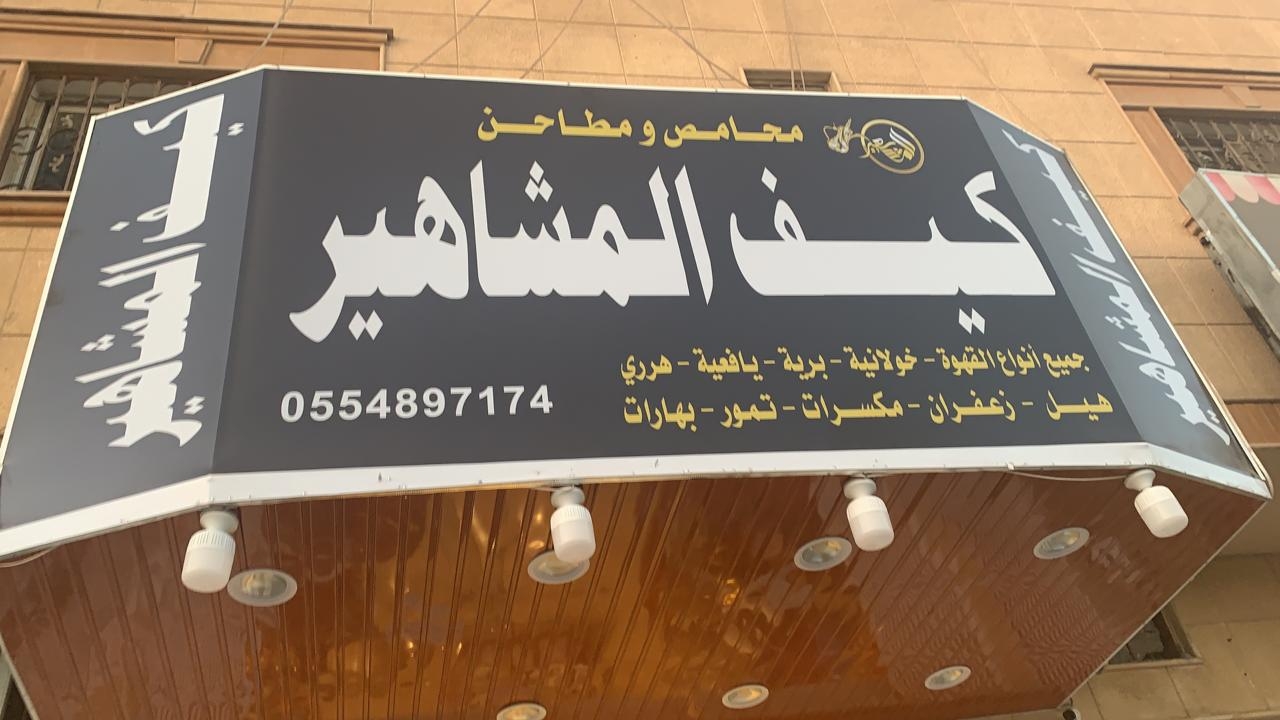 محامص و مطاحن
كيف المشاهير
جميع أنواع القهوة - خولانية - برية - يافعية - هرري
هيل - زعفران - مكسرات - تمور - بهارات
0554897174
كيف المشاهير
كيف المشاهير